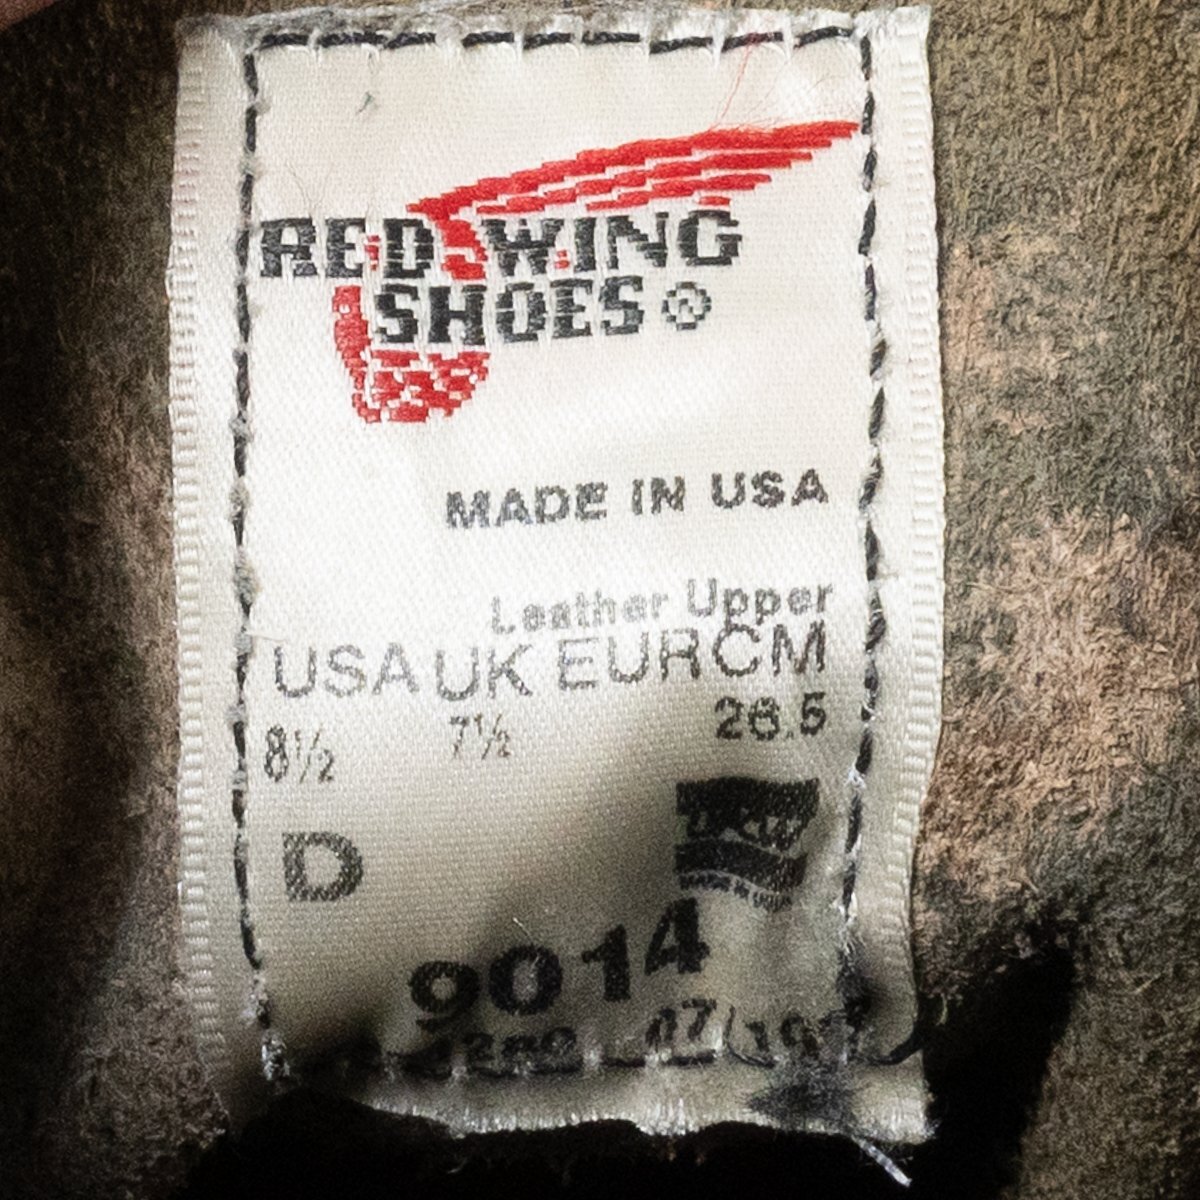 RED WING
SHOES®
MADE IN USA
Leather Upper
USA UK EUR CM
8½ 7½ 26.5
D
9014